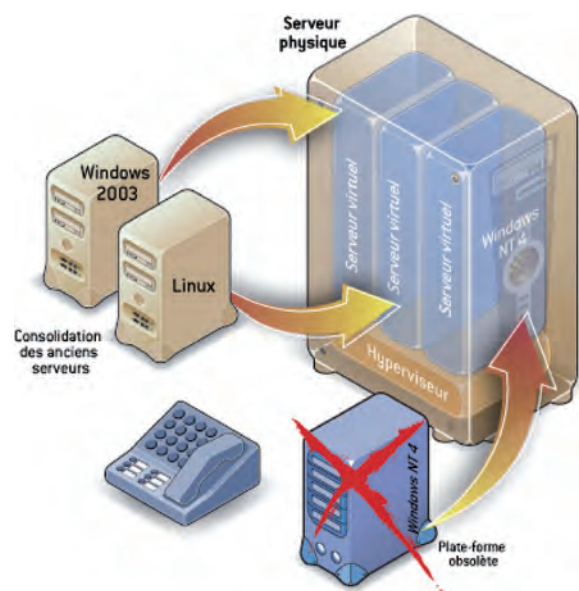 Serveur
physique
Windows
2003
Linux
Consolidation
des anciens
serveurs
Serveur virtuel
Serveur virtuel
Serveur virtuel
Windows
NT 4
Hyperviseur
Windows NT 4
Plate-forme
obsolète